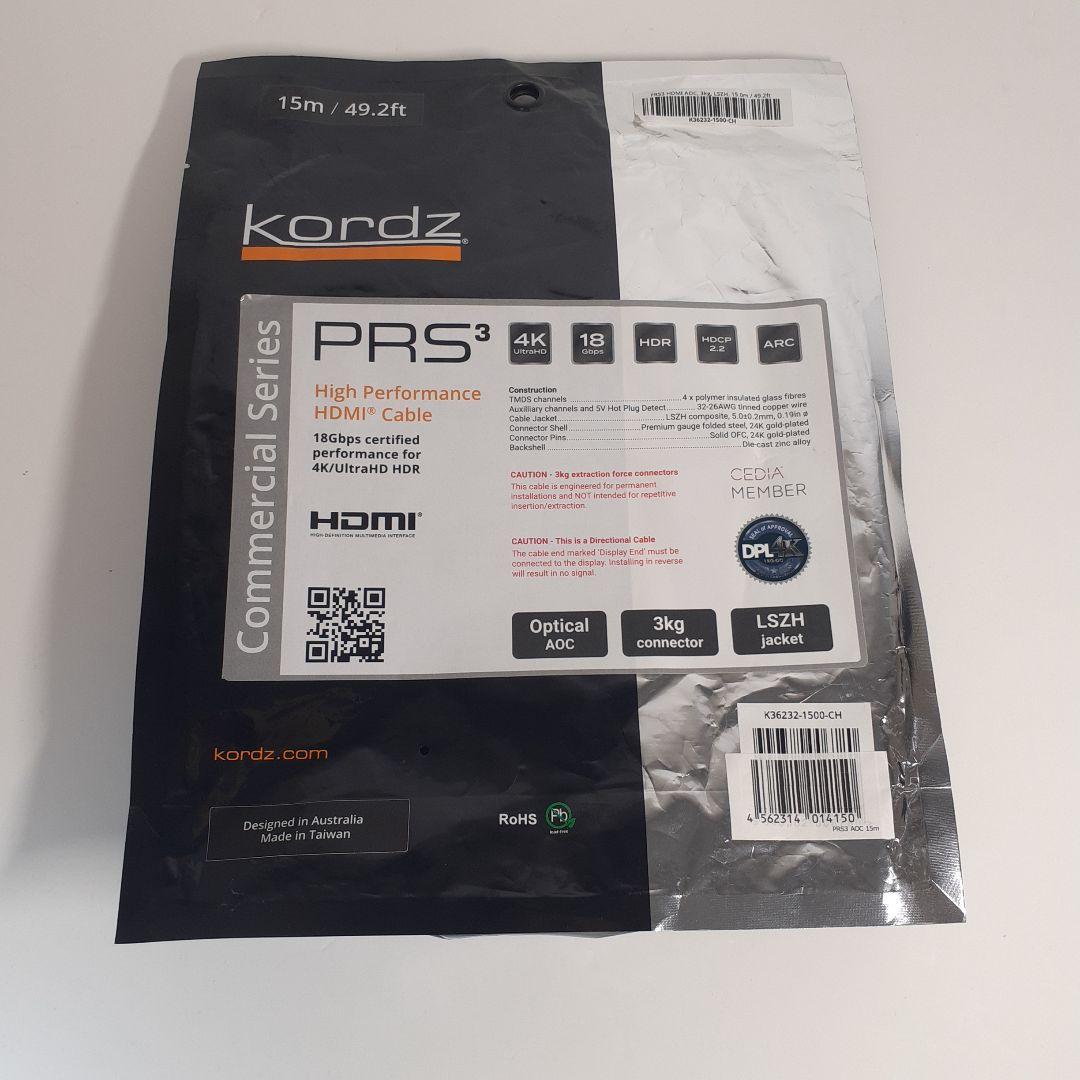 15m / 49.2ft
PRS3 HDMI AOC, 3kg, LSZH, 15.0m / 49.2ft
K36232-1500-CH
kordz®
Commercial Series
PRS³
4K
UltraHD
18
Gbps
HDR
HDCP
2.2
ARC
High Performance
HDMI® Cable
18Gbps certified
performance for
4K/UltraHD HDR
HDMI®
HIGH-DEFINITION MULTIMEDIA INTERFACE
Construction
TMDS channels ........ 4 x polymer insulated glass fibres
Auxilliary channels and 5V Hot Plug Detect ........ 32-26AWG tinned copper wire
Cable Jacket ........ LSZH composite, 5.0±0.2mm, 0.19in ø
Connector Shell ........ Premium gauge folded steel, 24K gold-plated
Connector Pins ........ Solid OFC, 24K gold-plated
Backshell ........ Die-cast zinc alloy
CAUTION - 3kg extraction force connectors
This cable is engineered for permanent
installations and NOT intended for repetitive
insertion/extraction.
CAUTION - This is a Directional Cable
The cable end marked 'Display End' must be
connected to the display. Installing in reverse
will result in no signal.
CEDIA
MEMBER
SEAL of APPROVAL
DPL 4K
Optical
AOC
3kg
connector
LSZH
jacket
kordz.com
Designed in Australia
Made in Taiwan
RoHS
Pb
lead-free
K36232-1500-CH
4 562314 014150
PRS3 AOC 15m